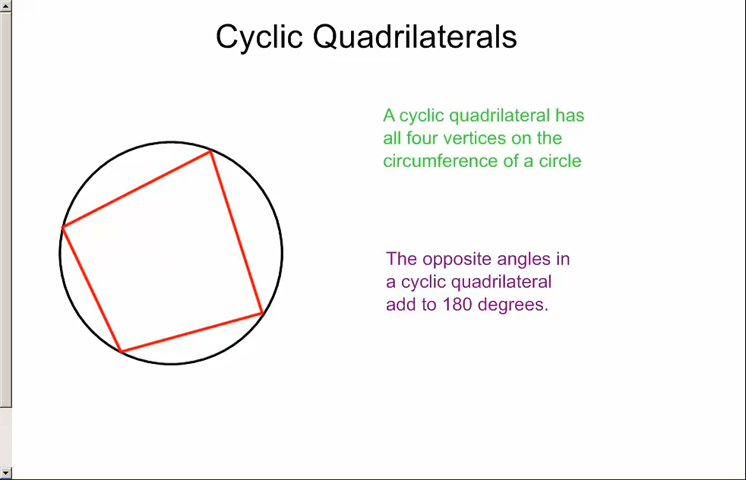 Cyclic Quadrilaterals
A cyclic quadrilateral has
all four vertices on the
circumference of a circle
The opposite angles in
a cyclic quadrilateral
add to 180 degrees.